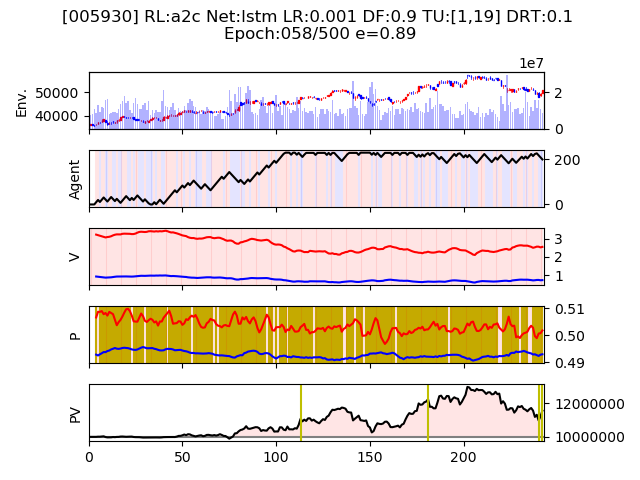 [005930] RL:a2c Net:lstm LR:0.001 DF:0.9 TU:[1,19] DRT:0.1
Epoch:058/500 e=0.89
1e7
Env.
50000
40000
2
0
Agent
200
0
V
3
2
1
P
0.51
0.50
0.49
PV
12000000
10000000
0 50 100 150 200